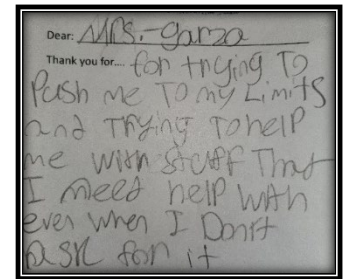 Dear: Mrs. Garza
Thank you for.... for trying To
Push me To my Limits
and Trying To help
me with stuff That
I need help with
even when I Don't
ask for it